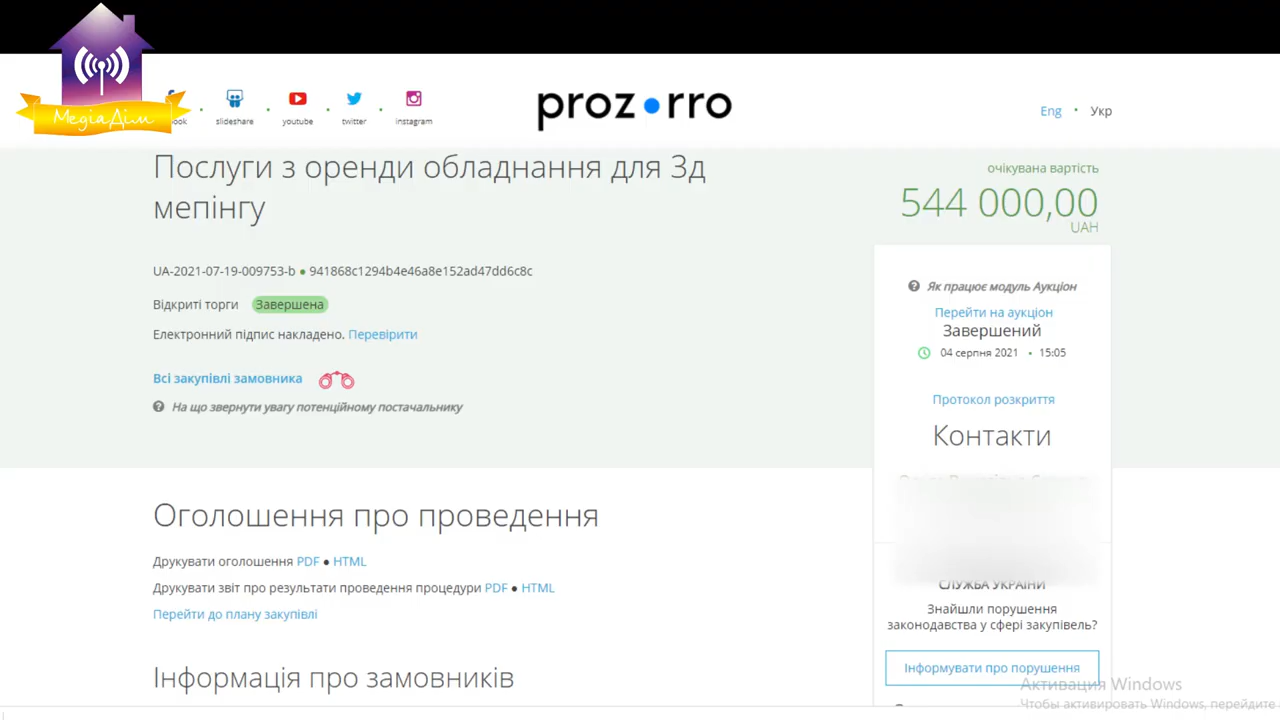 МедіаДім
slideshare
youtube
twitter
instagram
proz•rro
Eng • Укр
Послуги з оренди обладнання для 3д
мепінгу
UA-2021-07-19-009753-b ● 941868c1294b4e46a8e152ad47dd6c8c
Відкриті торги Завершена
Електронний підпис накладено. Перевірити
Всі закупівлі замовника
На що звернути увагу потенційному постачальнику
очікувана вартість
544 000,00
UAH
Як працює модуль Аукціон
Перейти на аукціон
Завершений
04 серпня 2021 • 15:05
Протокол розкриття
Контакти
СЛУЖБА УКРАЇНИ
Знайшли порушення
законодавства у сфері закупівель?
Інформувати про порушення
Оголошення про проведення
Друкувати оголошення PDF ● HTML
Друкувати звіт про результати проведення процедури PDF ● HTML
Перейти до плану закупівлі
Інформація про замовників
Активация Windows
Чтобы активировать Windows, перейдите